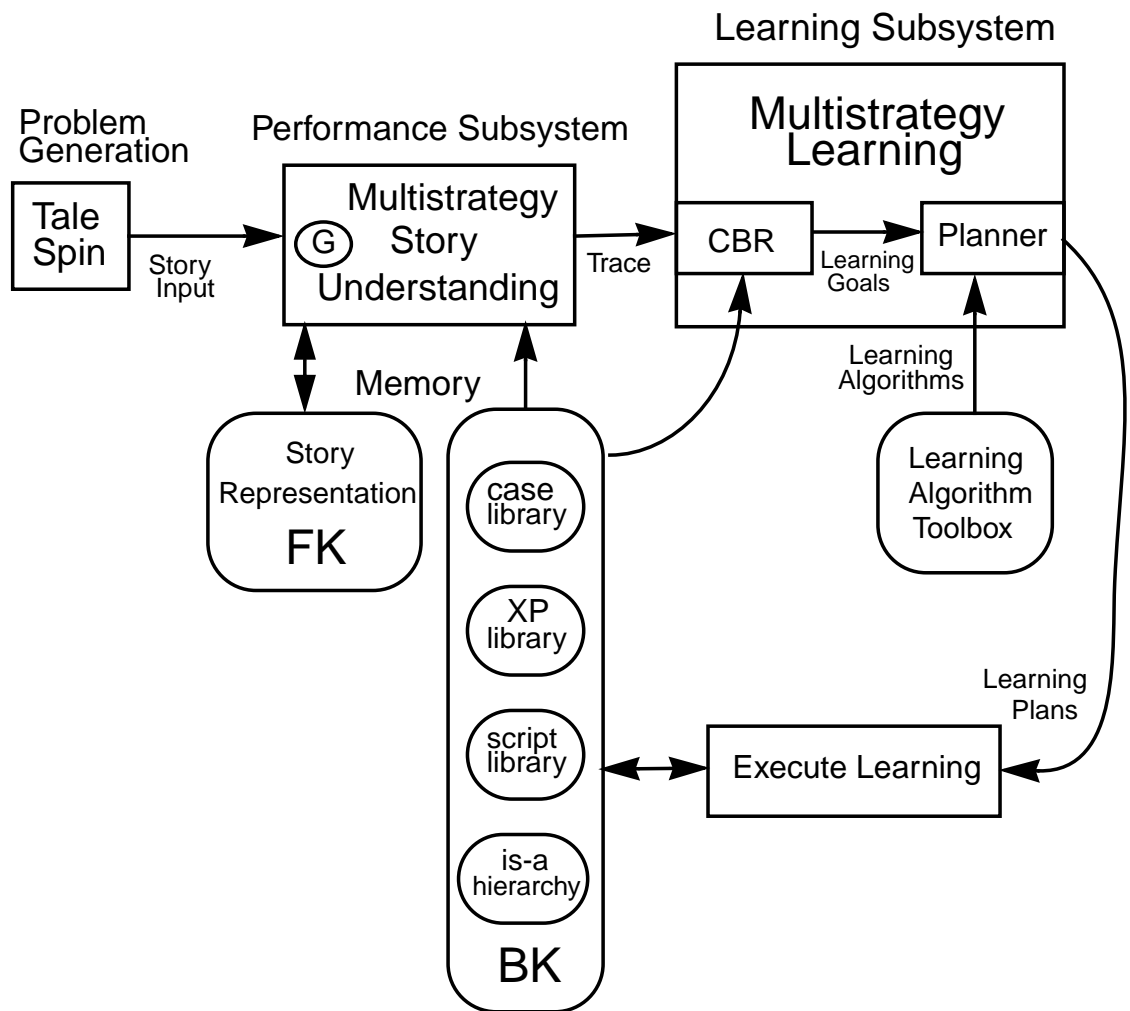 Learning Subsystem
Problem
Generation
Performance Subsystem
Multistrategy
Learning
Tale
Spin
Story
Input
G
Multistrategy
Story
Understanding
Trace
CBR
Learning
Goals
Planner
Memory
Learning
Algorithms
Story
Representation
FK
case
library
XP
library
script
library
is-a
hierarchy
BK
Learning
Algorithm
Toolbox
Learning
Plans
Execute Learning